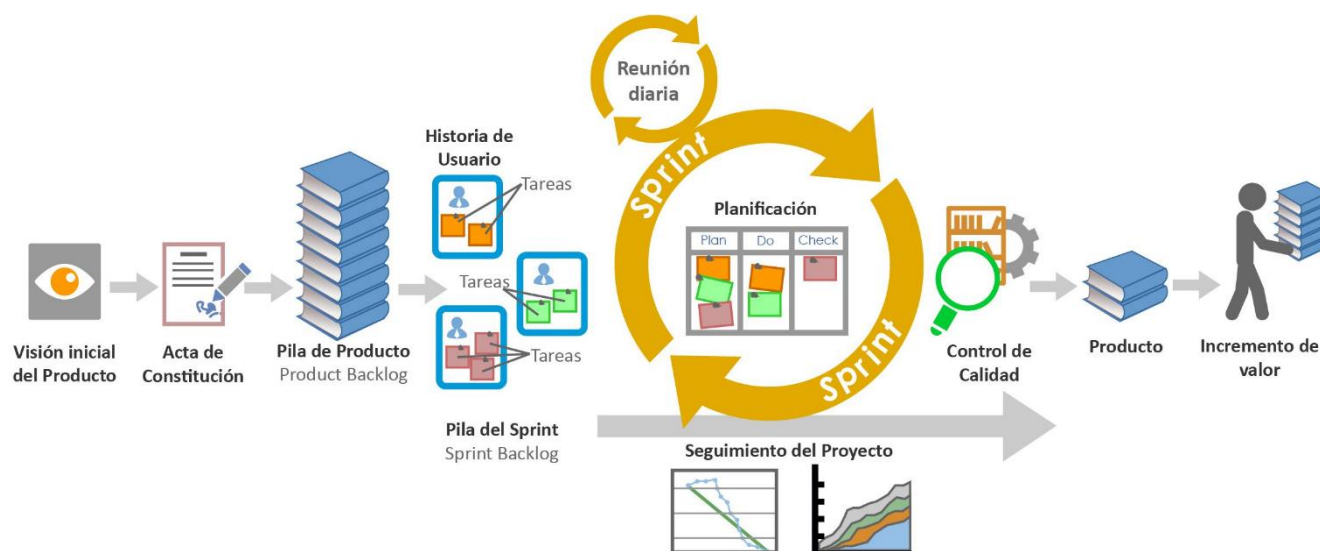 Visión inicial
del Producto
Acta de
Constitución
Pila de Producto
Product Backlog
Historia de
Usuario
Tareas
Tareas
Tareas
Pila del Sprint
Sprint Backlog
Reunión
diaria
Sprint
Planificación
Plan Do Check
Sprint
Seguimiento del Proyecto
Control de
Calidad
Producto
Incremento de
valor